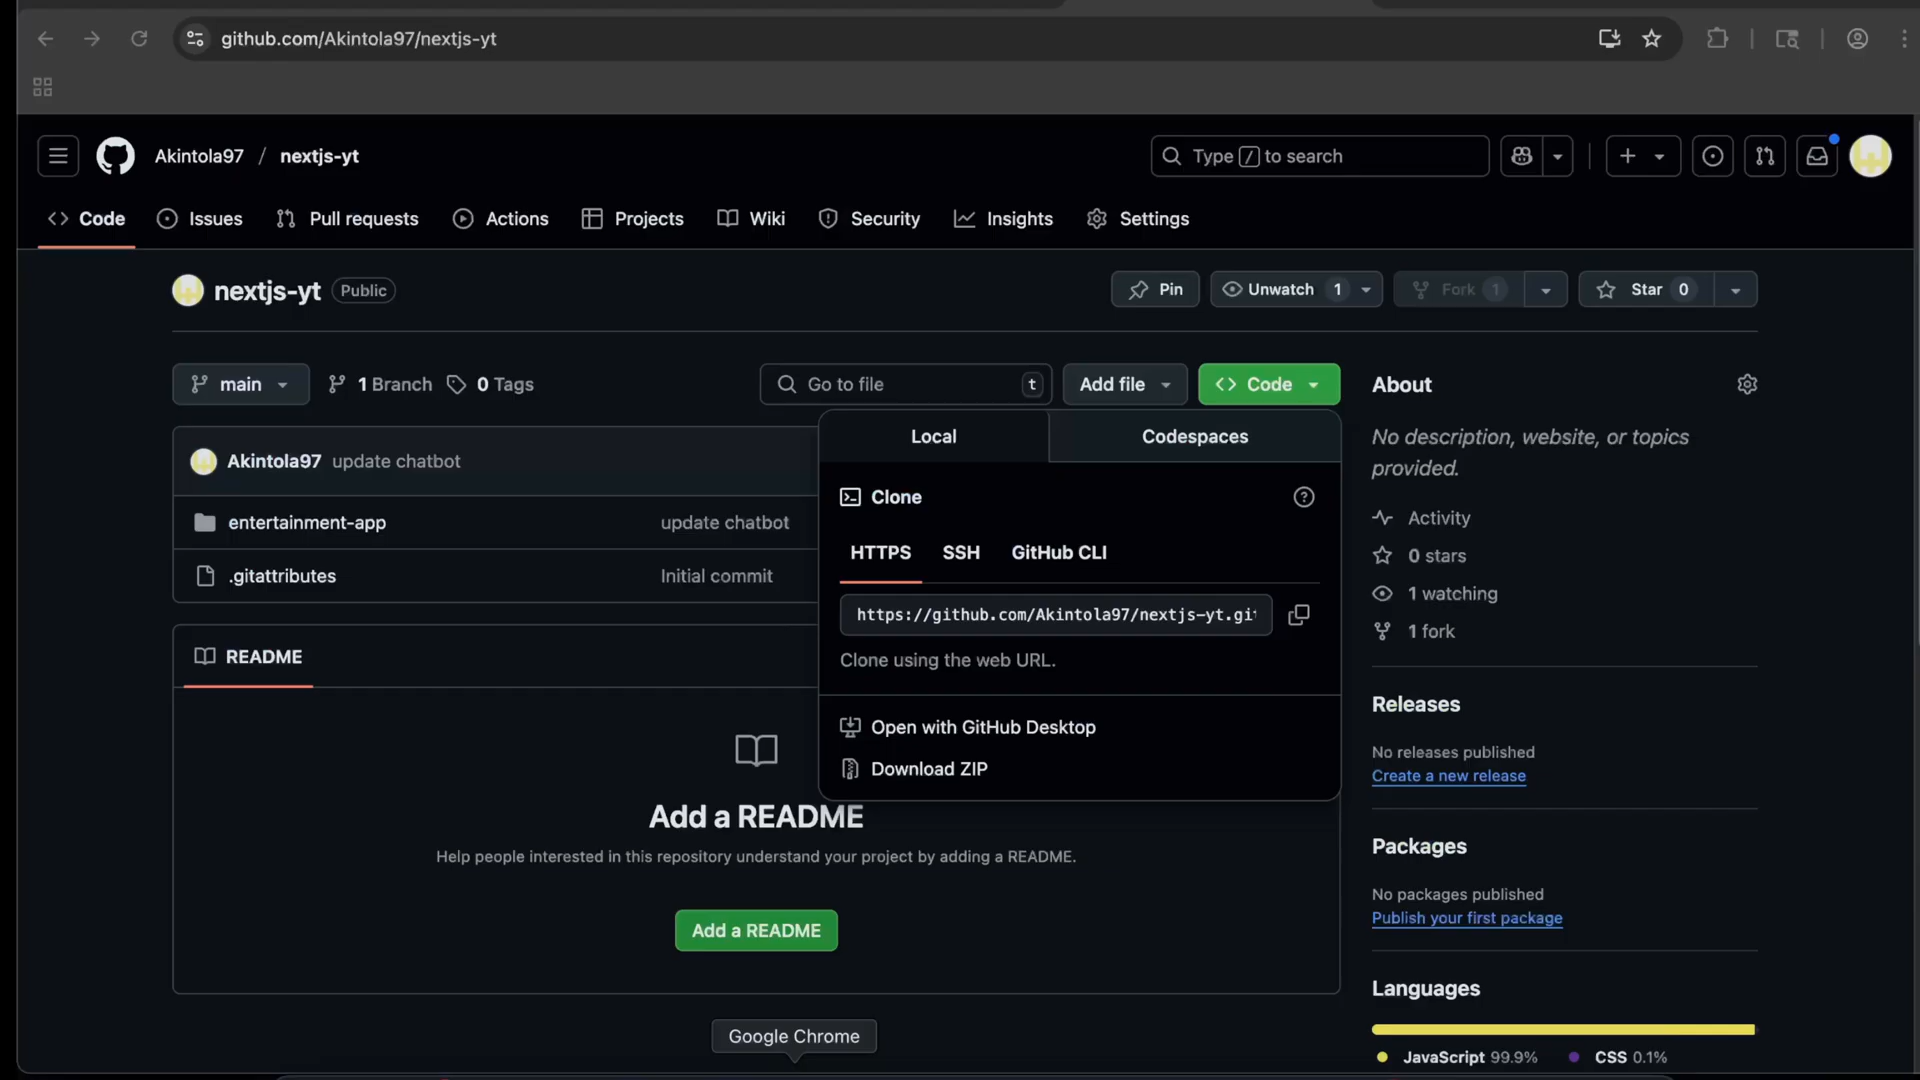 github.com/Akintola97/nextjs-yt
Akintola97 / nextjs-yt
Type / to search
Code Issues Pull requests Actions Projects Wiki Security Insights Settings
nextjs-yt Public
Pin Unwatch 1 Fork 1 Star 0
main 1 Branch 0 Tags Go to file t Add file Code
Akintola97 update chatbot
entertainment-app update chatbot
.gitattributes Initial commit
README
Add a README
Help people interested in this repository understand your project by adding a README.
Add a README
Local Codespaces
Clone
HTTPS SSH GitHub CLI
https://github.com/Akintola97/nextjs-yt.git
Clone using the web URL.
Open with GitHub Desktop
Download ZIP
About
No description, website, or topics
provided.
Activity
0 stars
1 watching
1 fork
Releases
No releases published
Create a new release
Packages
No packages published
Publish your first package
Languages
JavaScript 99.9% CSS 0.1%
Google Chrome